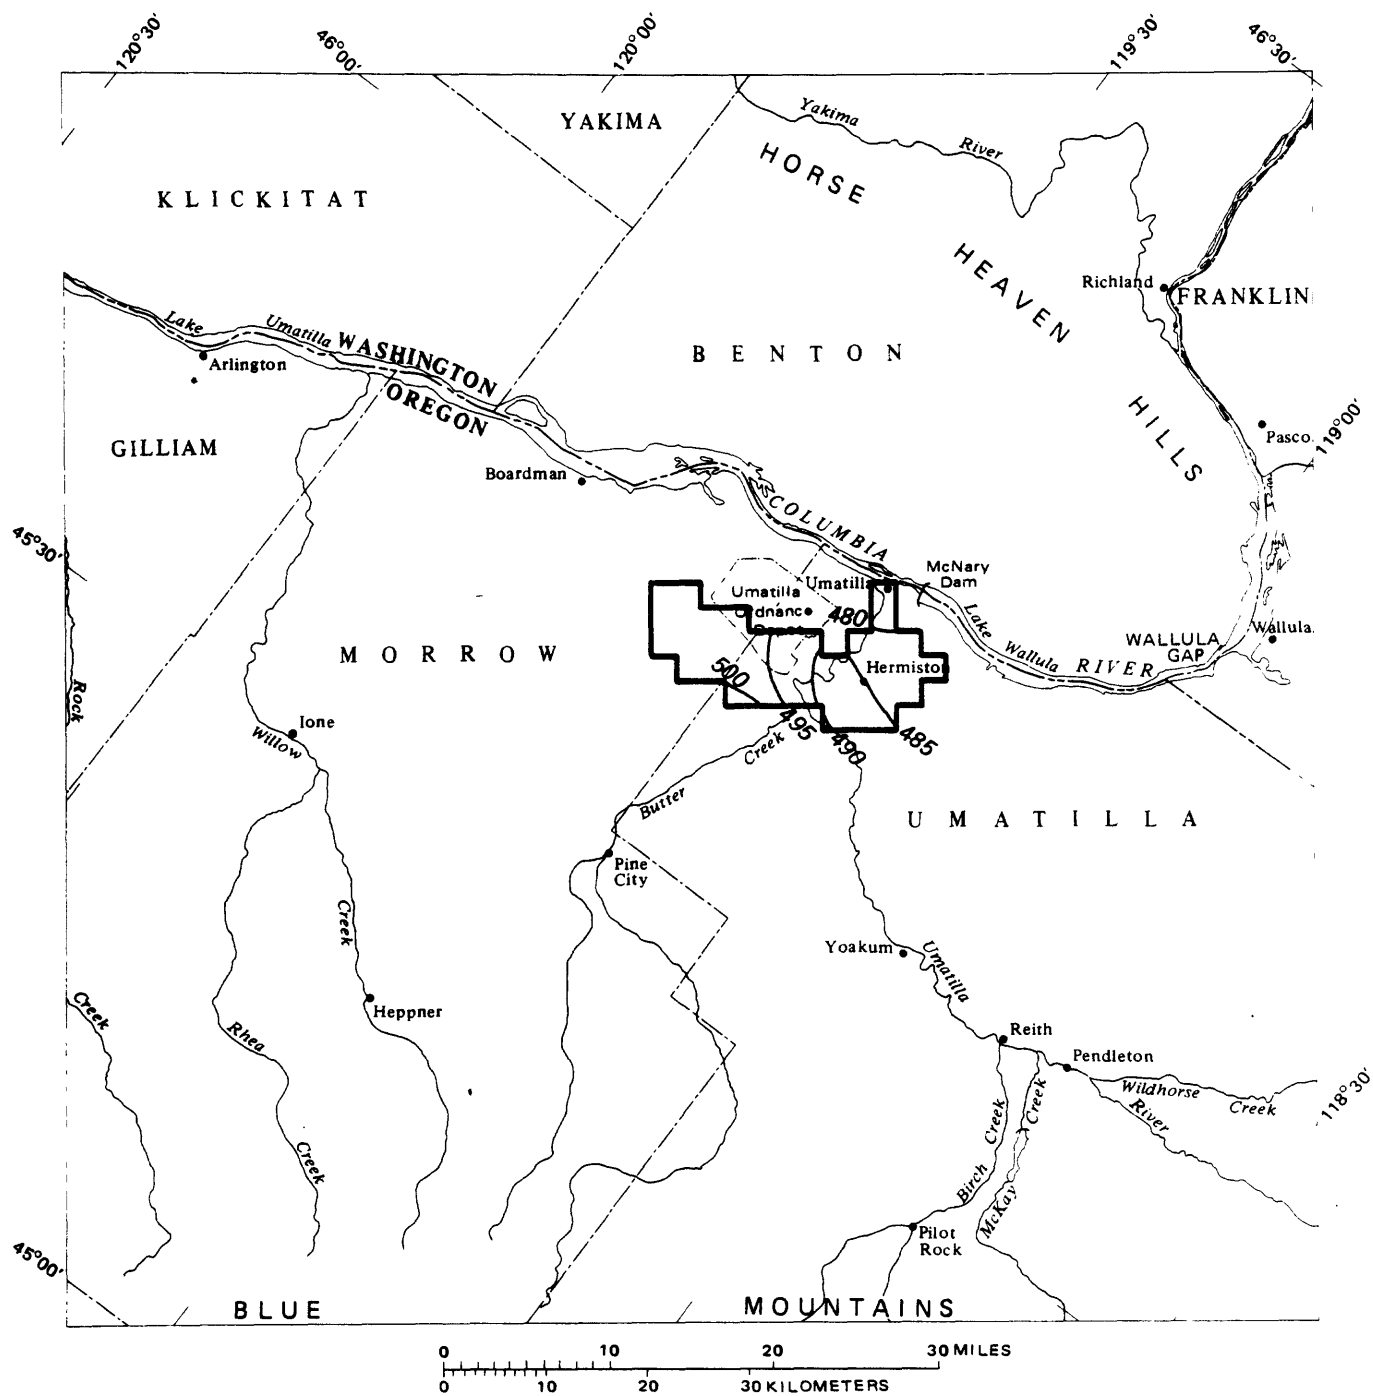 120°30'
46°00'
120°00'
119°30'
46°30'
YAKIMA
Yakima
River
HORSE
KLICKITAT
HEAVEN
Richland
FRANKLIN
Lake
Umatilla
WASHINGTON
BENTON
Arlington
OREGON
HILLS
119°00'
Pasco
GILLIAM
Boardman
COLUMBIA
45°30'
McNary
Dam
Umatilla
Umatilla
480
Lake
Wallula
RIVER
WALLULA
GAP
Wallula
MORROW
500
Hermiston
Rock
Ione
Willow
495
490
485
Creek
Butter
UMATILLA
Pine
City
Creek
Yoakum
Umatilla
Creek
Heppner
Rhea
Reith
Pendleton
Wildhorse
Creek
River
118°30'
Creek
Creek
Creek
Birch
McKay
Pilot
Rock
45°00'
BLUE
MOUNTAINS
0 10 20 30 MILES
0 10 20 30 KILOMETERS